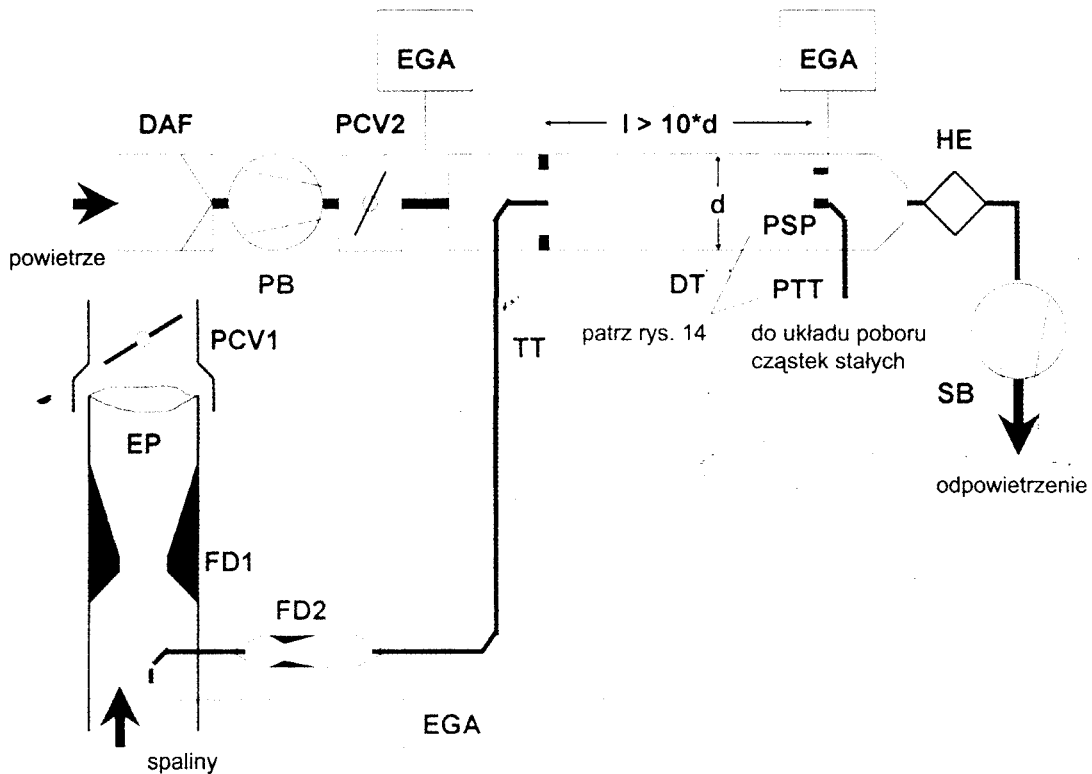 EGA
EGA
DAF
PCV2
l > 10*d
HE
d
PSP
powietrze
PB
DT
PTT
PCV1
TT
patrz rys. 14
do układu poboru
cząstek stałych
SB
EP
odpowietrzenie
FD1
FD2
EGA
spaliny